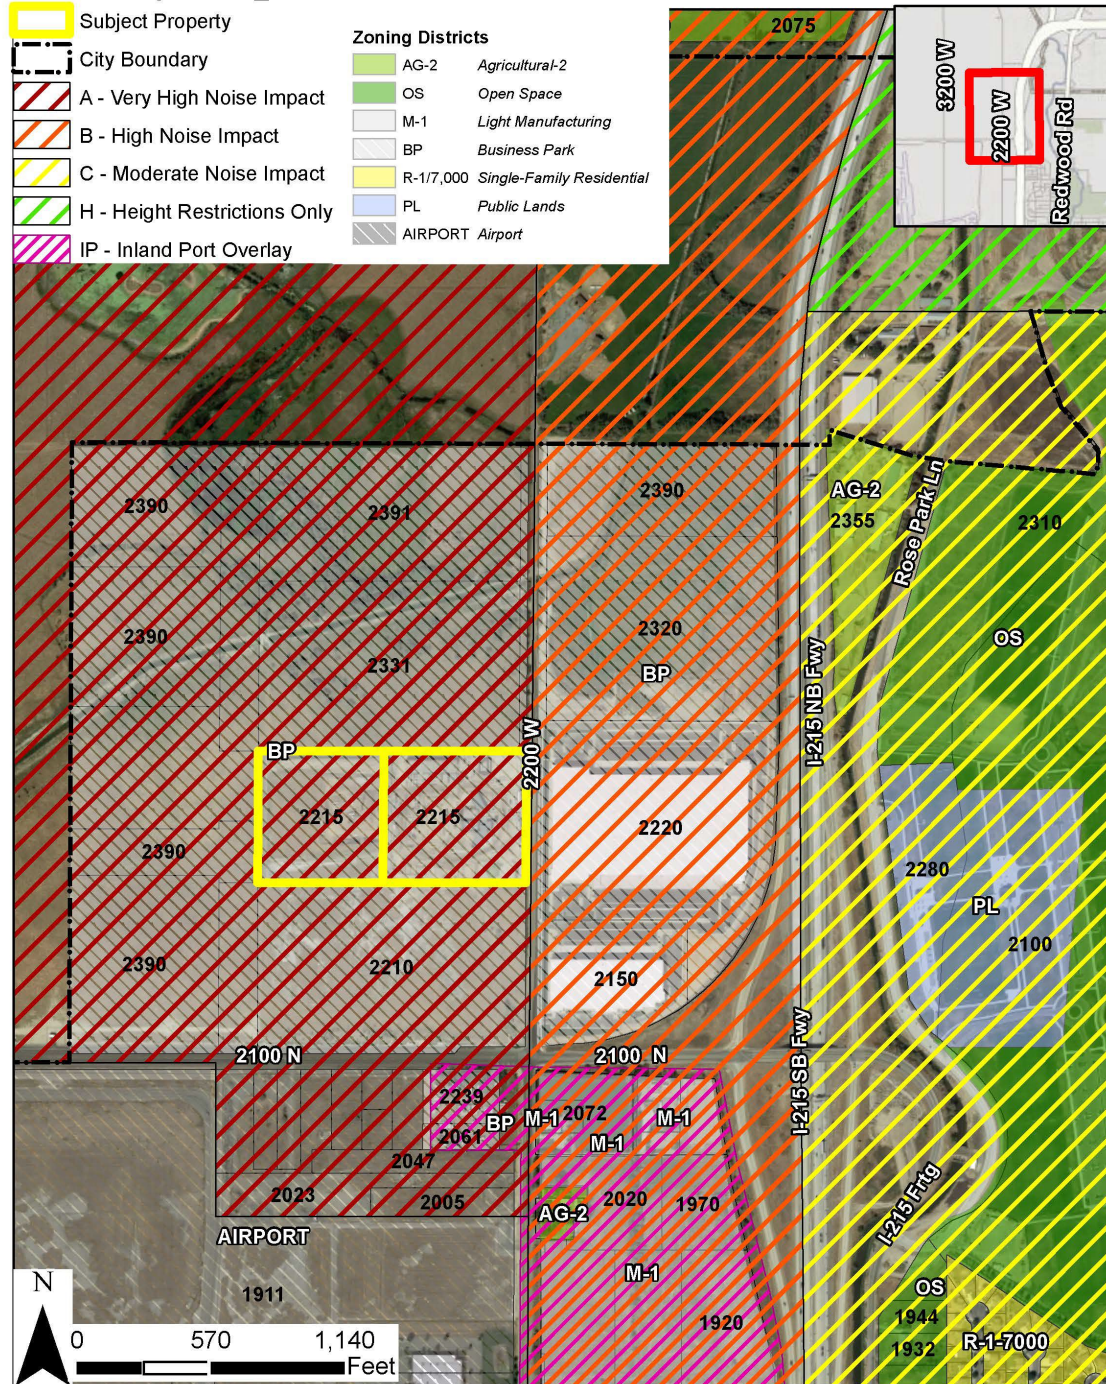 Subject Property
City Boundary
A - Very High Noise Impact
B - High Noise Impact
C - Moderate Noise Impact
H - Height Restrictions Only
IP - Inland Port Overlay
Zoning Districts
AG-2 Agricultural-2
OS Open Space
M-1 Light Manufacturing
BP Business Park
R-1/7,000 Single-Family Residential
PL Public Lands
AIRPORT Airport
2075
3200 W
2200 W
Redwood Rd
2390
2391
2390
AG-2
2355
Rose Park Ln
2310
2390
2331
2320
BP
OS
I-215 NB Fwy
BP
2200 W
2215
2215
2220
2390
2280
PL
2100
2390
2210
2150
2100 N
2100 N
I-215 SB Fwy
2239
2061
BP
M-1
2072
M-1
M-1
2047
2023
2005
2020
1970
AG-2
I-215 Frtg
AIRPORT
1911
M-1
1920
OS
1944
1932
R-1-7000
N
0 570 1,140
Feet